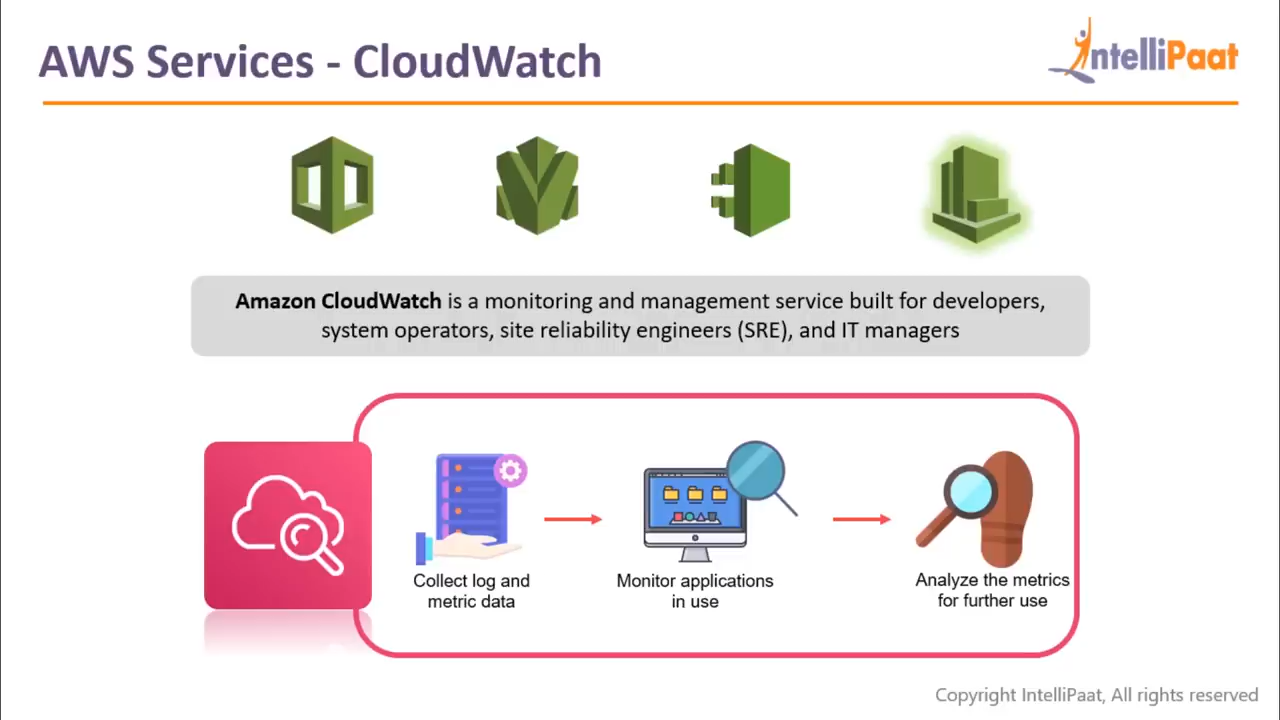 AWS Services - CloudWatch
IntelliPaat
Amazon CloudWatch is a monitoring and management service built for developers,
system operators, site reliability engineers (SRE), and IT managers
Collect log and
metric data
Monitor applications
in use
Analyze the metrics
for further use
Copyright IntelliPaat, All rights reserved